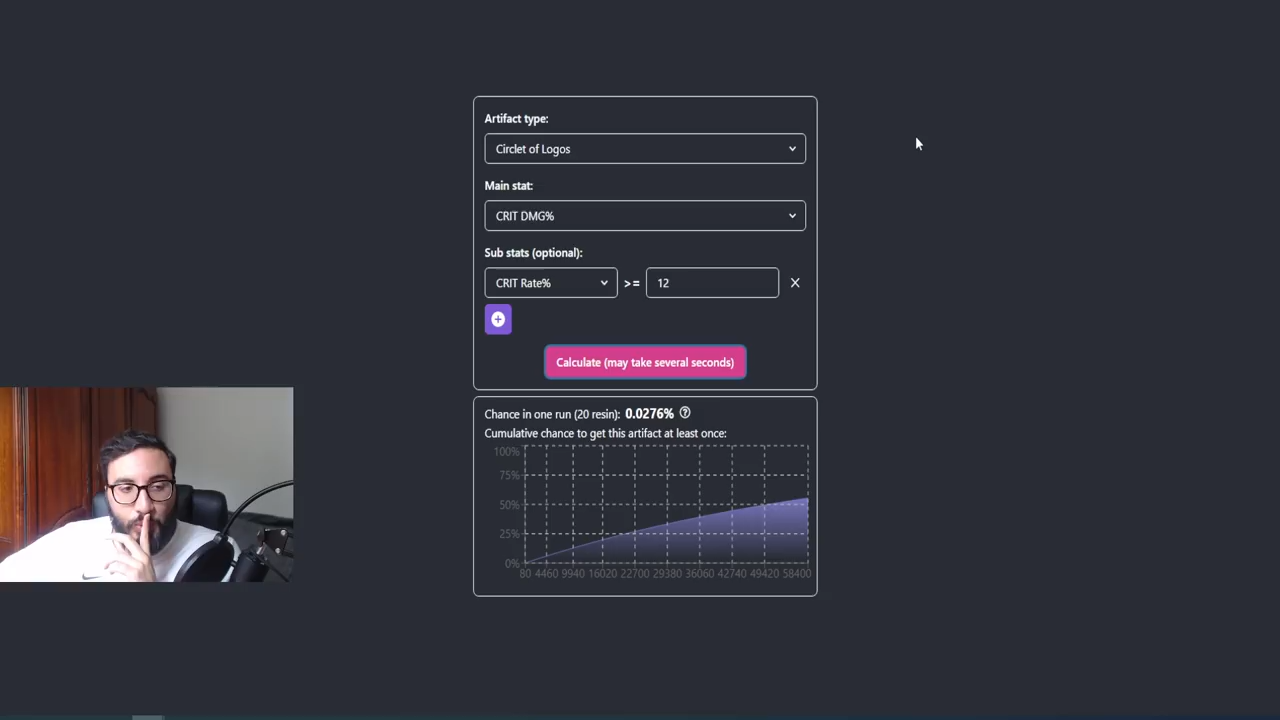 Artifact type:
Circlet of Logos
Main stat:
CRIT DMG%
Sub stats (optional):
CRIT Rate% >= 12
Calculate (may take several seconds)
Chance in one run (20 resin): 0.0276%
Cumulative chance to get this artifact at least once:
100%
75%
50%
25%
0%
80 4460 9940 16020 22700 29380 36060 42740 49420 58400